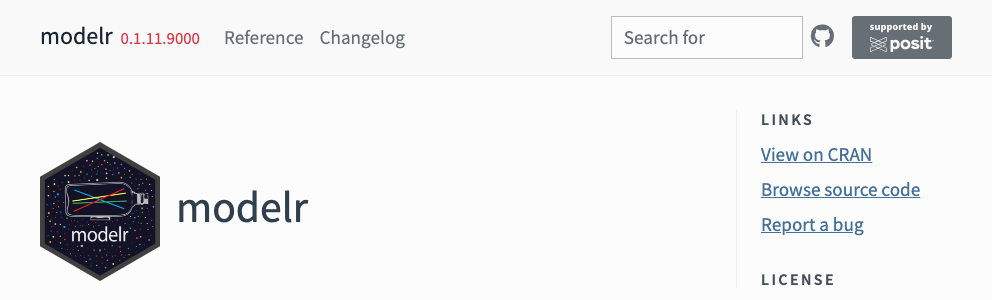 modelr 0.1.11.9000 Reference Changelog Search for supported by posit
LINKS
View on CRAN
modelr
Browse source code
modelr
Report a bug
LICENSE